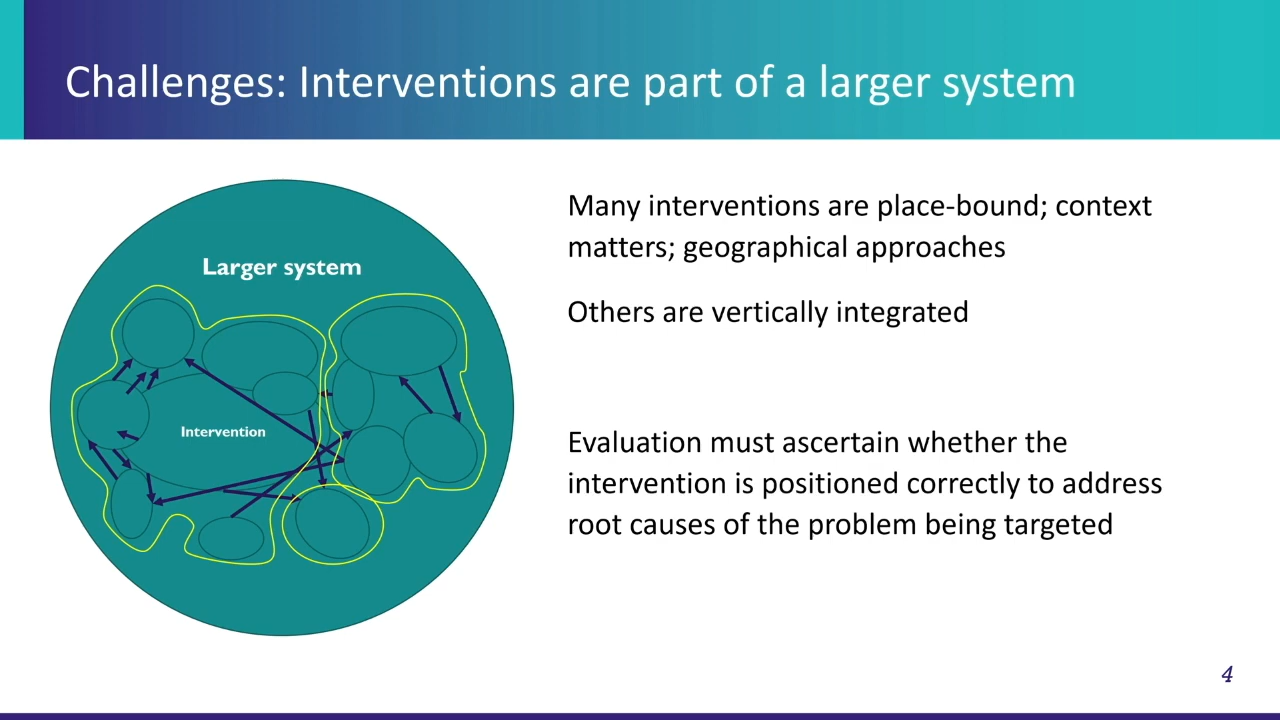 Challenges: Interventions are part of a larger system
Larger system
Intervention
Many interventions are place-bound; context
matters; geographical approaches
Others are vertically integrated
Evaluation must ascertain whether the
intervention is positioned correctly to address
root causes of the problem being targeted
4